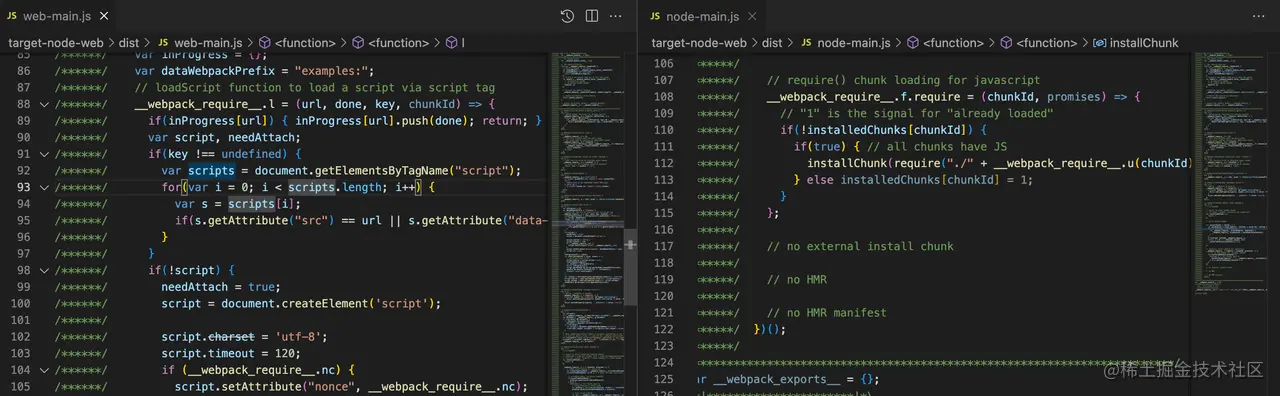 JS web-main.js ×
target-node-web > dist > JS web-main.js > <function> > <function> > l
85 /******/ var inProgress = {};
86 /******/ var dataWebpackPrefix = "examples:";
87 /******/ // loadScript function to load a script via script tag
88 /******/ __webpack_require__.l = (url, done, key, chunkId) => {
89 /******/ if(inProgress[url]) { inProgress[url].push(done); return; }
90 /******/ var script, needAttach;
91 /******/ if(key !== undefined) {
92 /******/ var scripts = document.getElementsByTagName("script");
93 /******/ for(var i = 0; i < scripts.length; i++) {
94 /******/ var s = scripts[i];
95 /******/ if(s.getAttribute("src") == url || s.getAttribute("data-
96 /******/ }
97 /******/ }
98 /******/ if(!script) {
99 /******/ needAttach = true;
100 /******/ script = document.createElement('script');
101 /******/
102 /******/ script.charset = 'utf-8';
103 /******/ script.timeout = 120;
104 /******/ if (__webpack_require__.nc) {
105 /******/ script.setAttribute("nonce", __webpack_require__.nc);
JS node-main.js ×
target-node-web > dist > JS node-main.js > <function> > <function> > installChunk
106 ******/
107 ******/ // require() chunk loading for javascript
108 ******/ __webpack_require__.f.require = (chunkId, promises) => {
109 ******/ // "1" is the signal for "already loaded"
110 ******/ if(!installedChunks[chunkId]) {
111 ******/ if(true) { // all chunks have JS
112 ******/ installChunk(require("./" + __webpack_require__.u(chunkId)
113 ******/ } else installedChunks[chunkId] = 1;
114 ******/ }
115 ******/ };
116 ******/
117 ******/ // no external install chunk
118 ******/
119 ******/ // no HMR
120 ******/
121 ******/ // no HMR manifest
122 ******/ })();
123 ******/
124 ************************************************************************/
125 ar __webpack_exports__ = {};
@稀土掘金技术社区